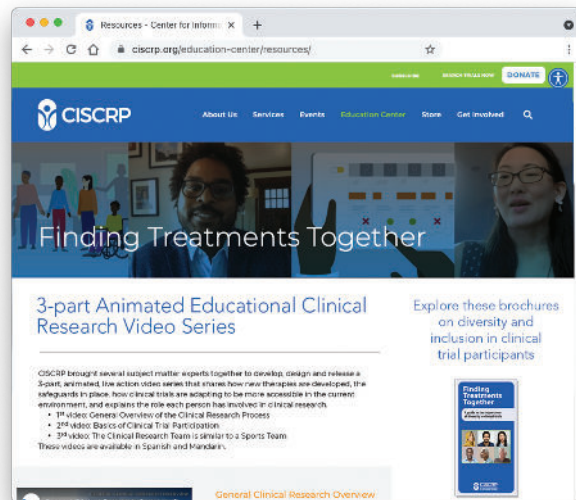 Resources - Center for Informa
ciscrp.org/education-center/resources/
DONATE
CISCRP
About Us Services Events Education Center Store Get Involved
Finding Treatments Together
3-part Animated Educational Clinical
Research Video Series
CISCRP brought several subject matter experts together to develop, design and release a
3-part, animated, live action video series that shares how new therapies are developed, the
safeguards in place, how clinical trials are adapting to be more accessible in the current
environment, and explains the role each person has involved in clinical research.
• 1st video: General Overview of the Clinical Research Process
• 2nd video: Basics of Clinical Trial Participation
• 3rd video: The Clinical Research Team is similar to a Sports Team
These videos are available in Spanish and Mandarin.
Explore these brochures
on diversity and
inclusion in clinical
trial participants
Finding
Treatments
Together
CISCRP
General Clinical Research Overview